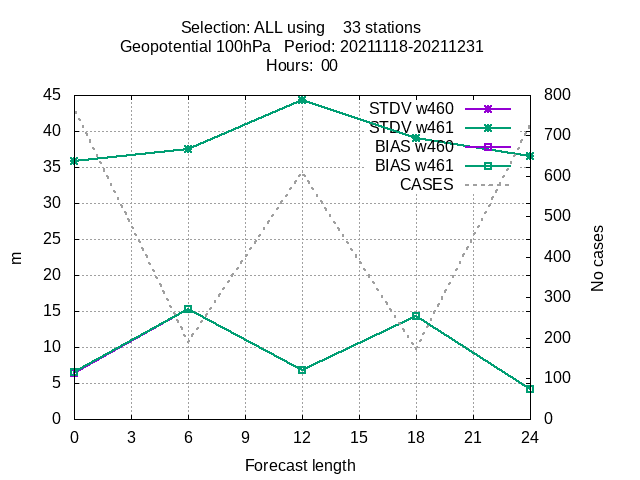 Selection: ALL using    33 stations
Geopotential 100hPa   Period: 20211118-20211231
Hours:  00
45
40
35
30
25
20
15
10
5
0
m
STDV w460
STDV w461
BIAS w460
BIAS w461
CASES
800
700
600
500
400
300
200
100
0
No cases
0 3 6 9 12 15 18 21 24
Forecast length